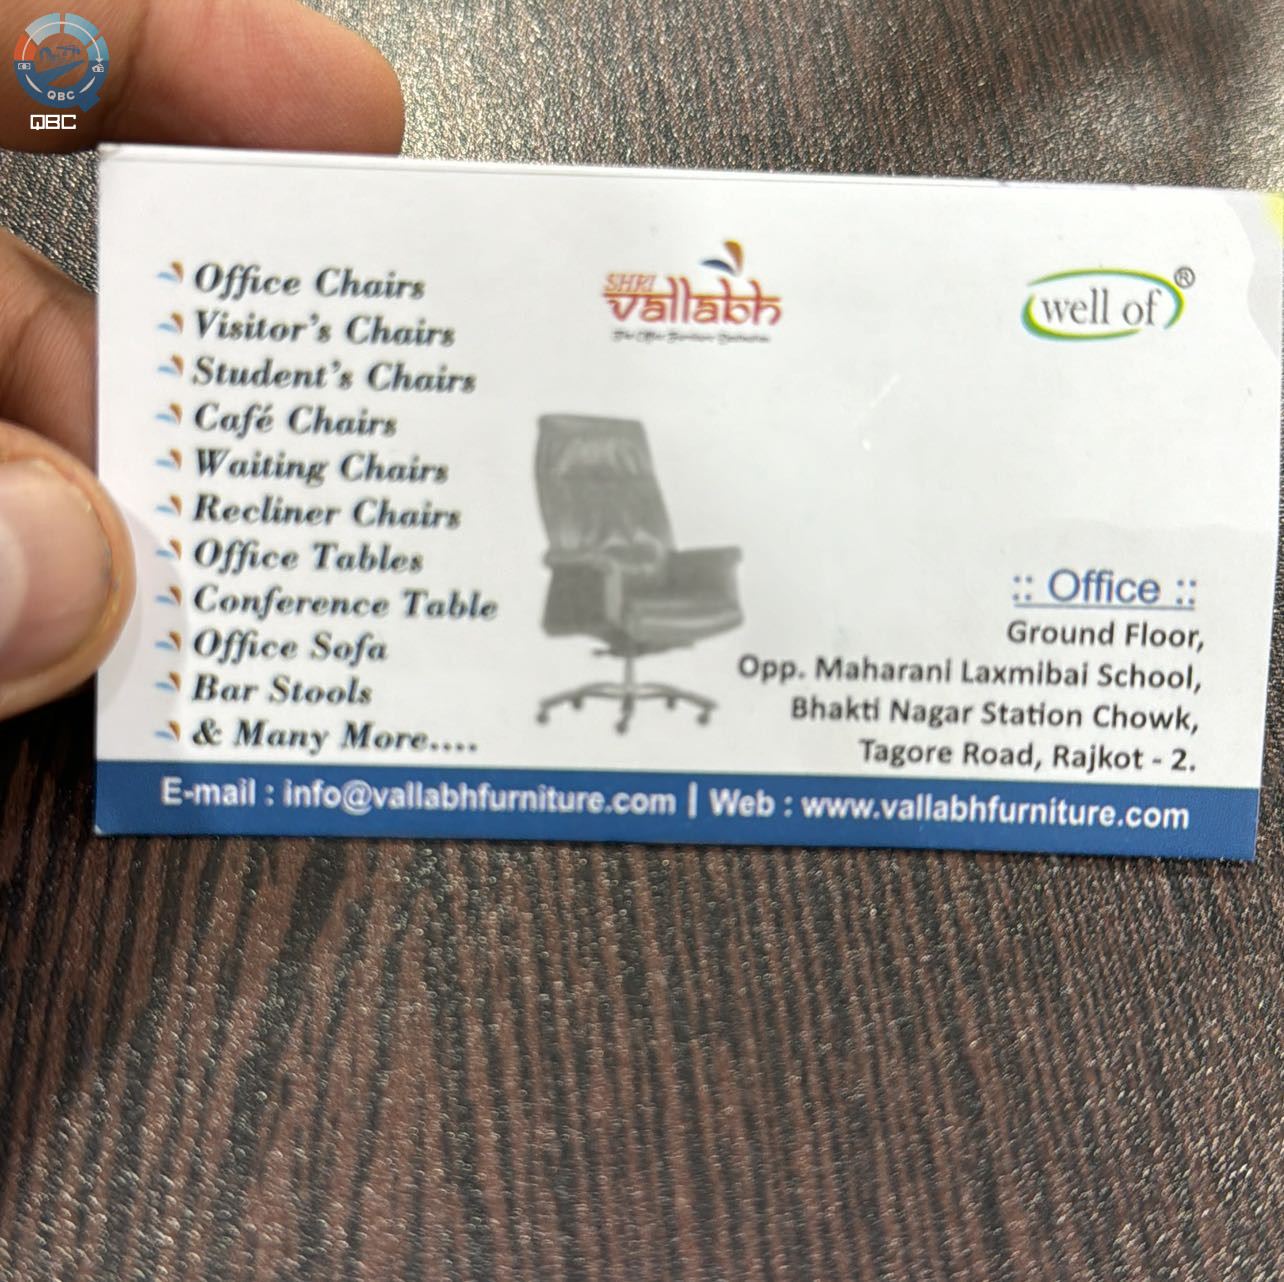 QBC
QBC
Office Chairs
Visitor's Chairs
Student's Chairs
Café Chairs
Waiting Chairs
Recliner Chairs
Office Tables
Conference Table
Office Sofa
Bar Stools
& Many More....
SHRI
vallabh
well of ®
:: Office ::
Ground Floor,
Opp. Maharani Laxmibai School,
Bhakti Nagar Station Chowk,
Tagore Road, Rajkot - 2.
E-mail : info@vallabhfurniture.com | Web : www.vallabhfurniture.com